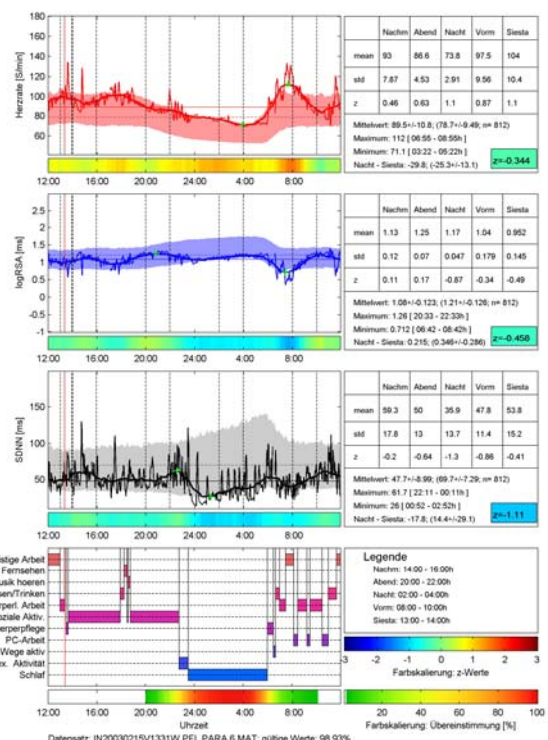 180
160
140
120
100
80
60
Herzrate [S/min]
12.00 16:00 20:00 24:00 4:00 8:00
Nachm Abend Nacht Vorm Siesta
mean 93 86.6 73.8 97.5 104
std 7.87 4.53 2.91 9.56 10.4
z 0.46 0.63 1.1 0.87 1.1
Mittelwert: 89.5+/-10.8; (78.7+/-9.49; n= 812)
Maximum: 112 [ 06:55 - 08:55h ]
Minimum: 71.1 [ 03:22 - 05:22h ]
Nacht - Siesta: -29.8; (-25.3+/-13.1)
z=-0.344
2.5
2
1.5
1
0.5
0
-0.5
-1
logRSA [ms]
12.00 16:00 20:00 24:00 4:00 8:00
Nachm Abend Nacht Vorm Siesta
mean 1.13 1.25 1.17 1.04 0.952
std 0.12 0.07 0.047 0.179 0.145
z 0.11 0.17 -0.87 -0.34 -0.49
Mittelwert: 1.08+/-0.123; (1.21+/-0.126; n= 812)
Maximum: 1.26 [ 20:33 - 22:33h ]
Minimum: 0.712 [ 06:42 - 08:42h ]
Nacht - Siesta: 0.215; (0.346+/-0.286)
z=-0.458
150
100
50
SDNN [ms]
12.00 16:00 20:00 24:00 4:00 8:00
Nachm Abend Nacht Vorm Siesta
mean 59.3 50 35.9 47.8 53.8
std 17.8 13 13.7 11.4 15.2
z -0.2 -0.64 -1.3 -0.86 -0.41
Mittelwert: 47.7+/-8.99; (69.7+/-7.29; n= 812)
Maximum: 61.7 [ 22:11 - 00:11h ]
Minimum: 26 [ 00:52 - 02:52h ]
Nacht - Siesta: -17.8; (14.4+/-29.1)
z=-1.11
istige Arbeit
Fernsehen
usik hoeren
sen/Trinken
örperl. Arbeit
oziale Aktiv.
erperpflege
PC-Arbeit
Wege aktiv
ax. Aktivität
Schlaf
12.00 16:00 20:00 24:00 4:00 8:00
Uhrzeit
Legende
Nachm: 14:00 - 16:00h
Abend: 20:00 - 22:00h
Nacht: 02:00 - 04:00h
Vorm: 08:00 - 10:00h
Siesta: 13:00 - 14:00h
-3 -2 -1 0 1 2 3
Farbskalierung: z-Werte
20 40 60 80 100
Farbskalierung: Übereinstimmung [%]